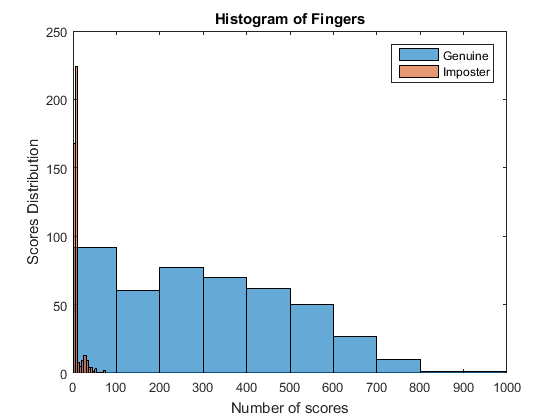 Histogram of Fingers
250
200
150
100
50
0
Scores Distribution
Genuine
Imposter
0 100 200 300 400 500 600 700 800 900 1000
Number of scores